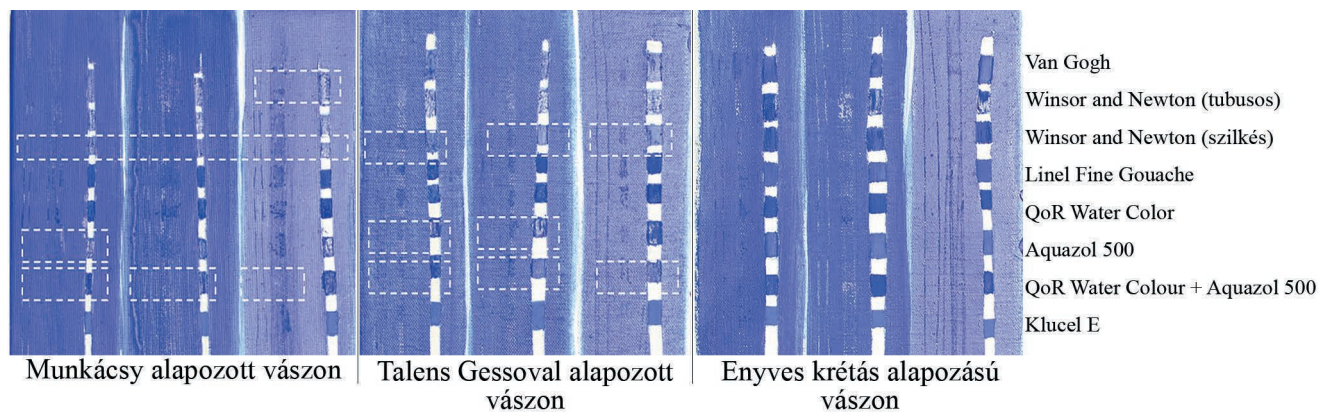 Van Gogh
Winsor and Newton (tubusos)
Winsor and Newton (szilkés)
Linel Fine Gouache
QoR Water Color
Aquazol 500
QoR Water Colour + Aquazol 500
Klucel E
Munkácsy alapozott vászon
Talens Gessoval alapozott
vászon
Enyves krétás alapozású
vászon